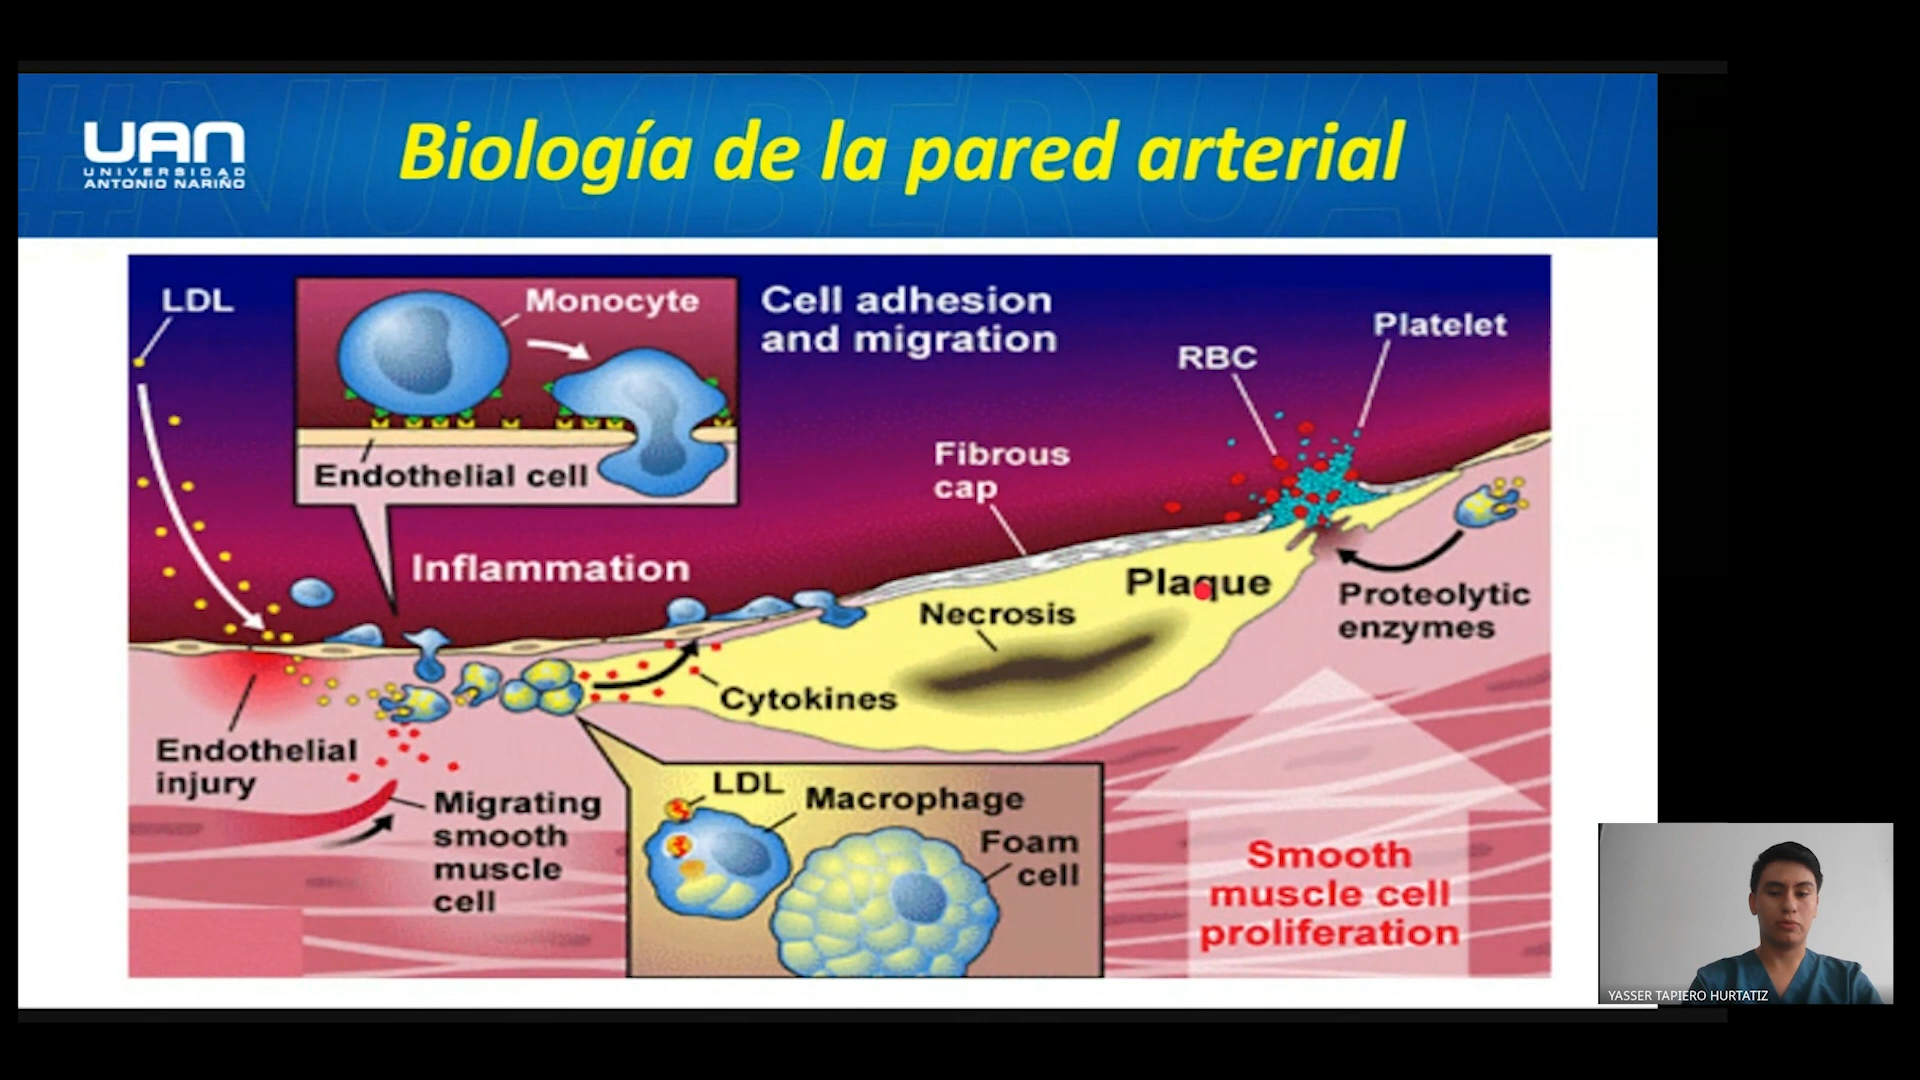 UAN
UNIVERSIDAD
ANTONIO NARIÑO
Biología de la pared arterial
#NUMBER UAN
LDL
Monocyte
Endothelial cell
Cell adhesion
and migration
RBC
Platelet
Fibrous
cap
Inflammation
Plaque
Necrosis
Proteolytic
enzymes
Cytokines
Endothelial
injury
Migrating
smooth
muscle
cell
LDL
Macrophage
Foam
cell
Smooth
muscle cell
proliferation
YASSER TAPIERO HURTATIZ